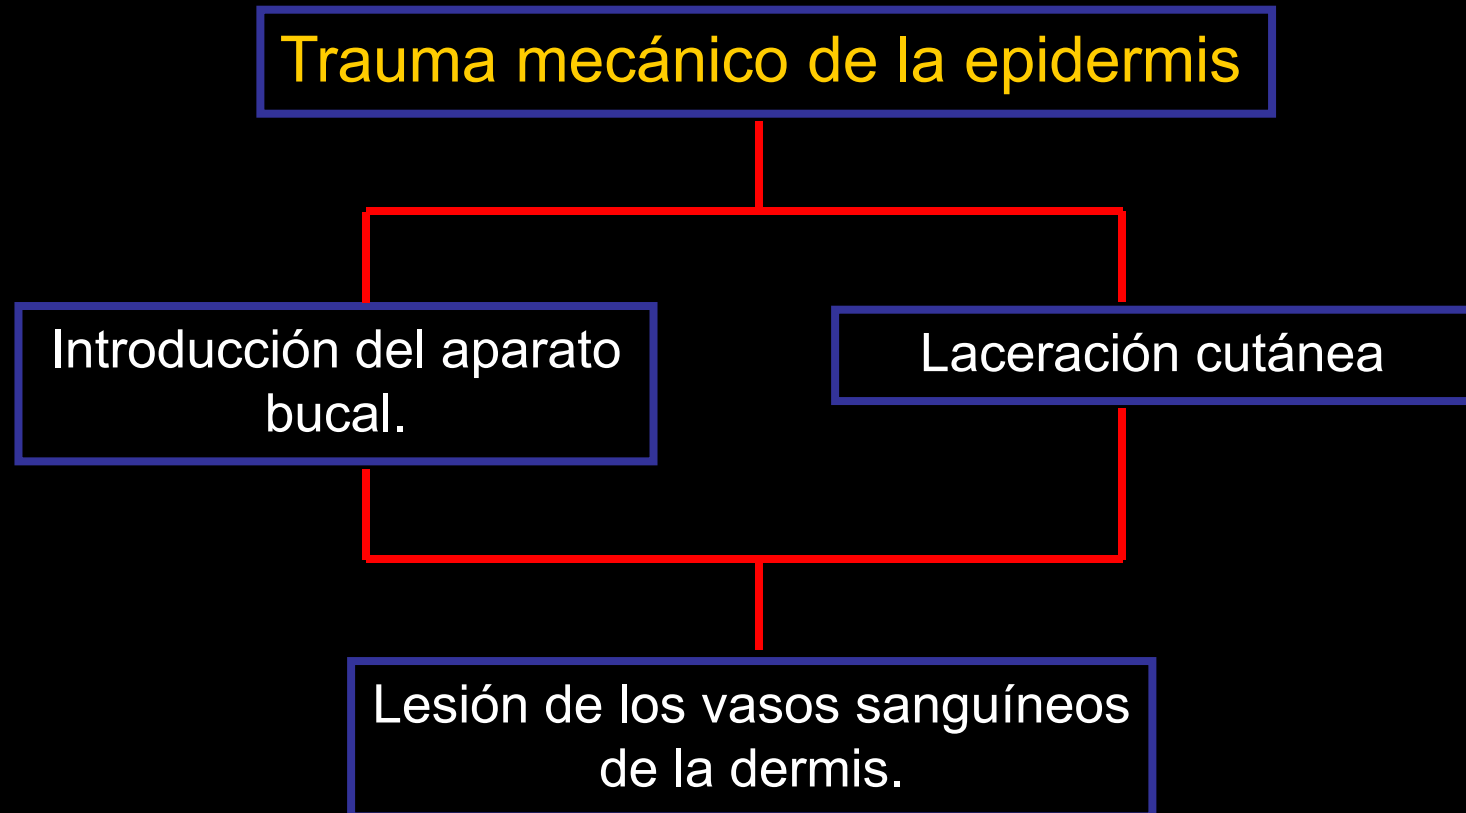 Trauma mecánico de la epidermis
Introducción del aparato
bucal.
Laceración cutánea
Lesión de los vasos sanguíneos
de la dermis.